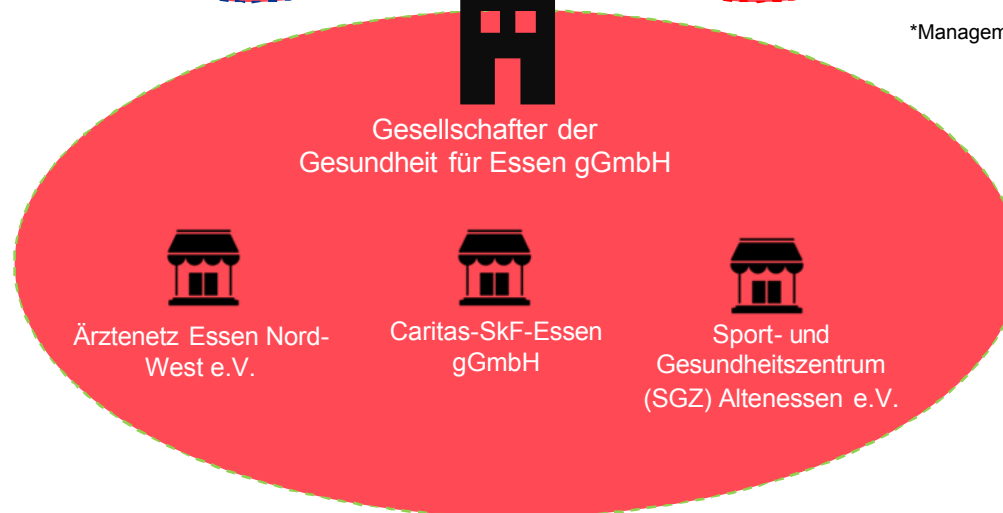 *Managem
Gesellschafter der
Gesundheit für Essen gGmbH
Ärztenetz Essen Nord-
West e.V.
Caritas-SkF-Essen
gGmbH
Sport- und
Gesundheitszentrum
(SGZ) Altenessen e.V.